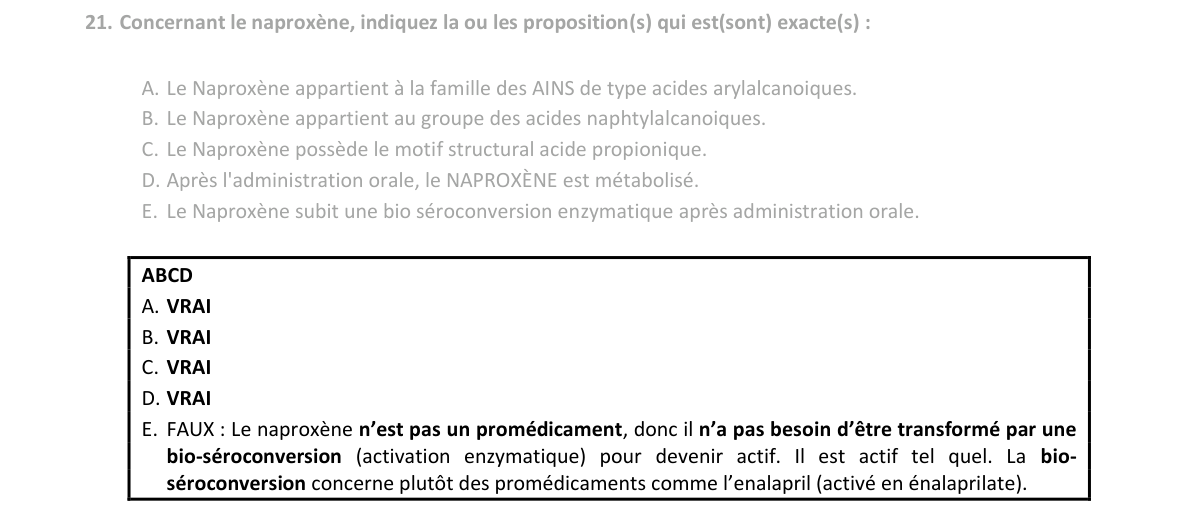 21. Concernant le naproxène, indiquez la ou les proposition(s) qui est(sont) exacte(s) :
A. Le Naproxène appartient à la famille des AINS de type acides arylalcanoiques.
B. Le Naproxène appartient au groupe des acides naphtylalcanoiques.
C. Le Naproxène possède le motif structural acide propionique.
D. Après l'administration orale, le NAPROXÈNE est métabolisé.
E. Le Naproxène subit une bio séroconversion enzymatique après administration orale.
ABCD
A. VRAI
B. VRAI
C. VRAI
D. VRAI
E. FAUX : Le naproxène n’est pas un promédicament, donc il n’a pas besoin d’être transformé par une
bio-séroconversion (activation enzymatique) pour devenir actif. Il est actif tel quel. La bio-
séroconversion concerne plutôt des promédicaments comme l’enalapril (activé en énalaprilate).